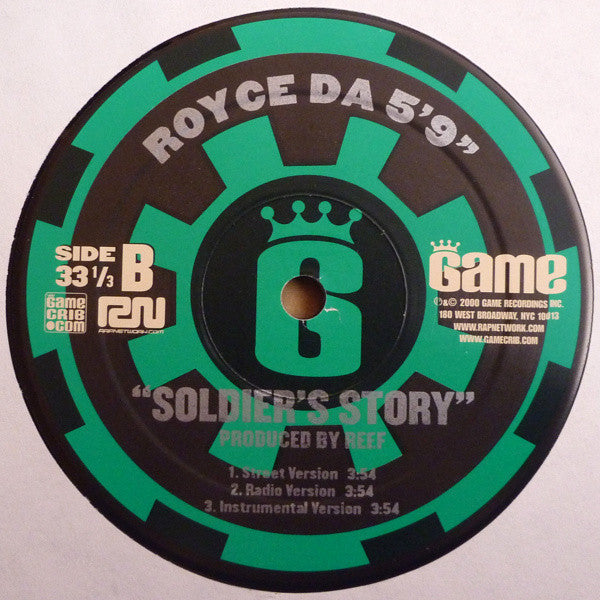 ROYCE DA 5'9"
SIDE B
33 1/3
GAME
CRIB
.COM
RN
RAPNETWORK.COM
G
GAME
℗&© 2000 GAME RECORDINGS INC.
180 WEST BROADWAY, NYC 10013
WWW.RAPNETWORK.COM
WWW.GAMECRIB.COM
"SOLDIER'S STORY"
PRODUCED BY REEF
1. Street Version 3:54
2. Radio Version 3:54
3. Instrumental Version 3:54